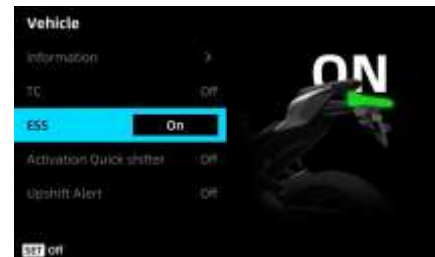 Vehicle
Information >
TC Off
ON
ESS On
Activation Quick shifter Off
Upshift Alert Off
SET Off